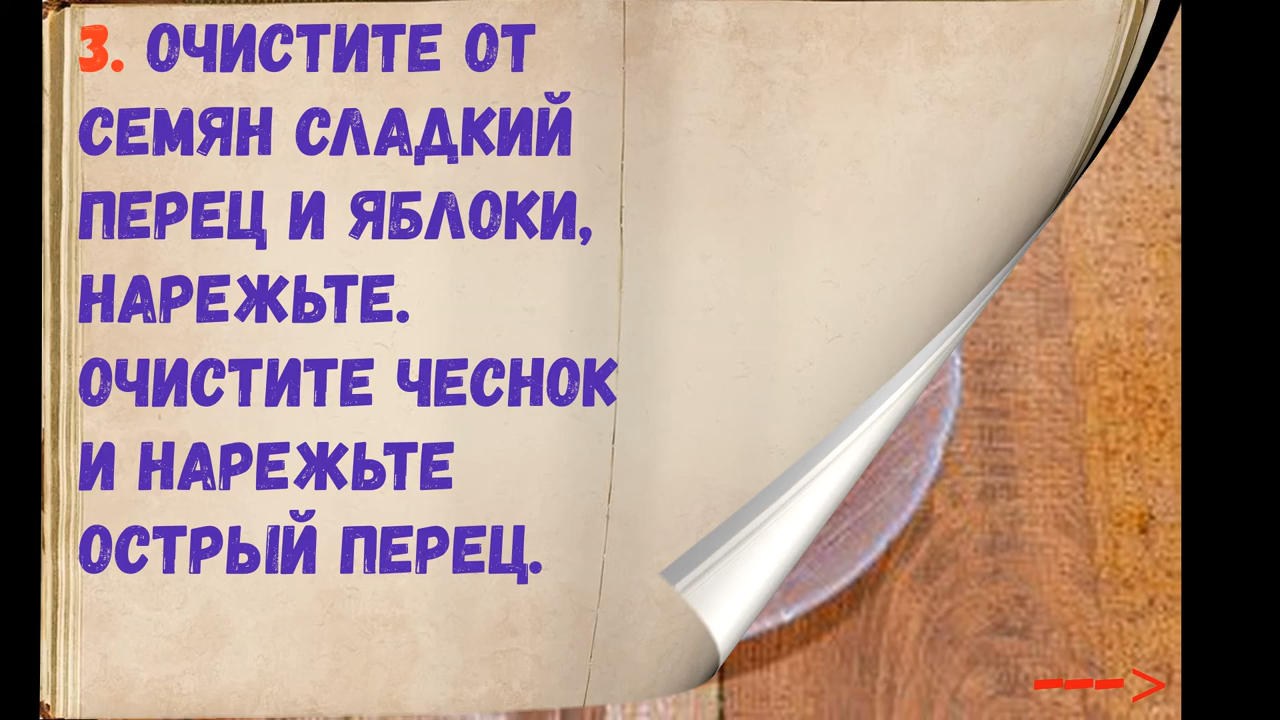 3. ОЧИСТИТЕ ОТ
СЕМЯН СЛАДКИЙ
ПЕРЕЦ И ЯБЛОКИ,
НАРЕЖЬТЕ.
ОЧИСТИТЕ ЧЕСНОК
И НАРЕЖЬТЕ
ОСТРЫЙ ПЕРЕЦ.
--->